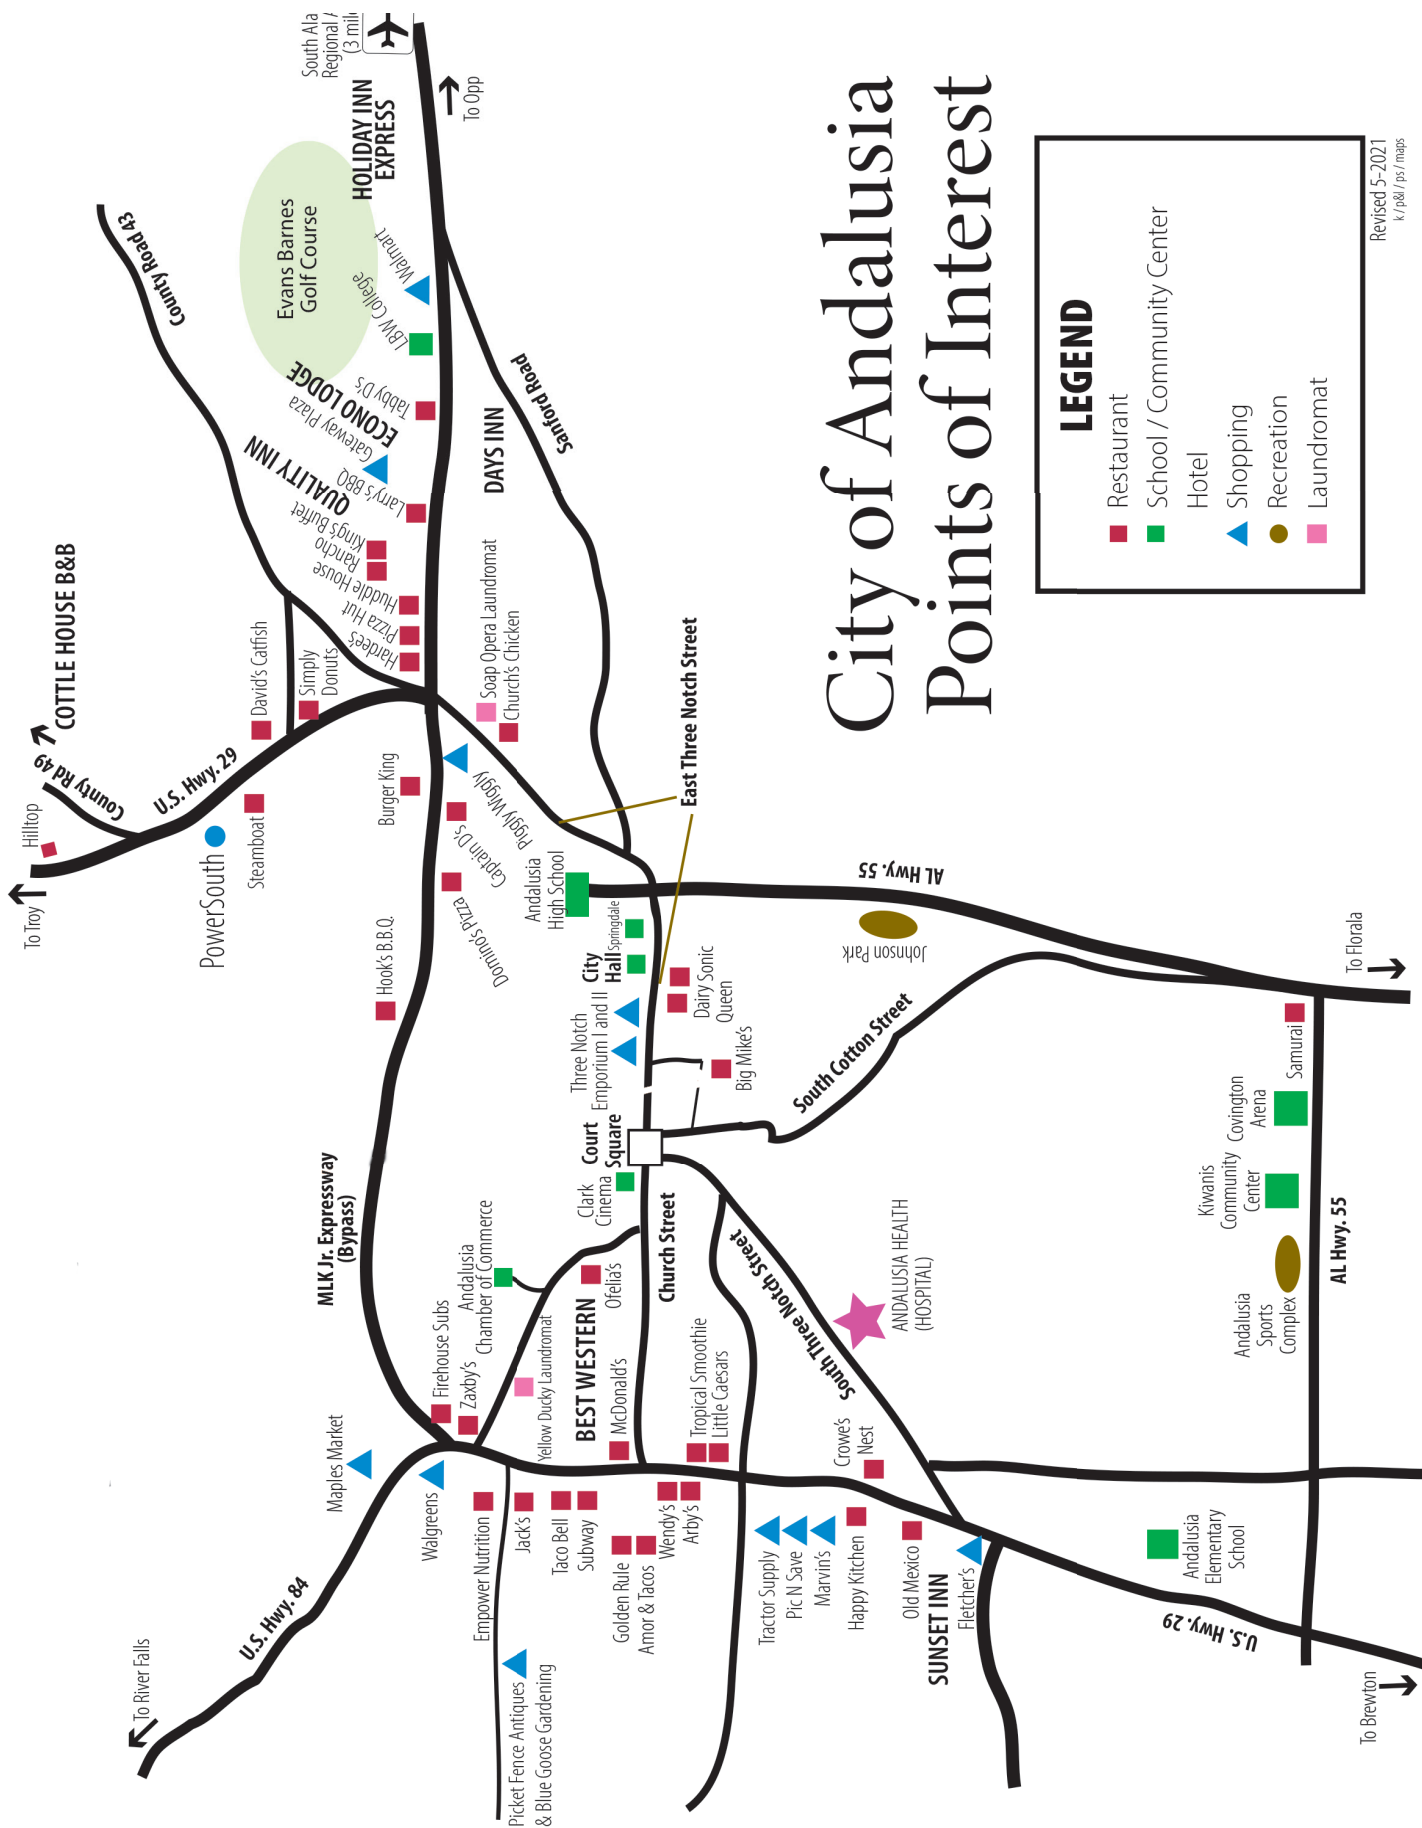 City of Andalusia
Points of Interest
LEGEND
Restaurant
School / Community Center
Hotel
Shopping
Recreation
Laundromat
Revised 5-2021
k / p&l / ps / maps
To River Falls
U.S. Hwy. 84
Maples Market
Walgreens
Firehouse Subs
Zaxby's
MLK Jr. Expressway
(Bypass)
Andalusia
Chamber of Commerce
Yellow Ducky Laundromat
Empower Nutrition
Jack's
Taco Bell
Subway
Golden Rule
Amor & Tacos
Wendy's
Arby's
Picket Fence Antiques
& Blue Goose Gardening
BEST WESTERN
Ofelia's
McDonald's
Church Street
Tropical Smoothie
Little Caesars
Tractor Supply
Pic N Save
Marvin's
Happy Kitchen
Crowe's
Nest
Old Mexico
SUNSET INN
Fletcher's
South Three Notch Street
ANDALUSIA HEALTH
(HOSPITAL)
Andalusia
Elementary
School
U.S. Hwy. 29
To Brewton
AL Hwy. 55
Andalusia
Sports
Complex
Kiwanis
Community
Center
Covington
Arena
Samurai
To Florala
South Cotton Street
Johnson Park
AL Hwy. 55
Clark
Cinema
Court
Square
Three Notch
Emporium I and II
City
Hall
Springdale
Big Mike's
Dairy Sonic
Queen
Andalusia
High School
East Three Notch Street
Hook's B.B.Q.
Domino's Pizza
Captain D's
Piggly Wiggly
Burger King
To Troy
Hilltop
County Rd 49
COTTLE HOUSE B&B
U.S. Hwy. 29
PowerSouth
Steamboat
David's Catfish
Simply
Donuts
Soap Opera Laundromat
Church's Chicken
Hardee's
Pizza Hut
Huddle House
Rancho
King's Buffet
QUALITY INN
Larry's BBQ
Gateway Plaza
ECONO LODGE
Tabby D's
DAYS INN
Sanford Road
County Road 43
LBW College
Walmart
Evans Barnes
Golf Course
HOLIDAY INN
EXPRESS
To Opp
South Ala
Regional
(3 mil